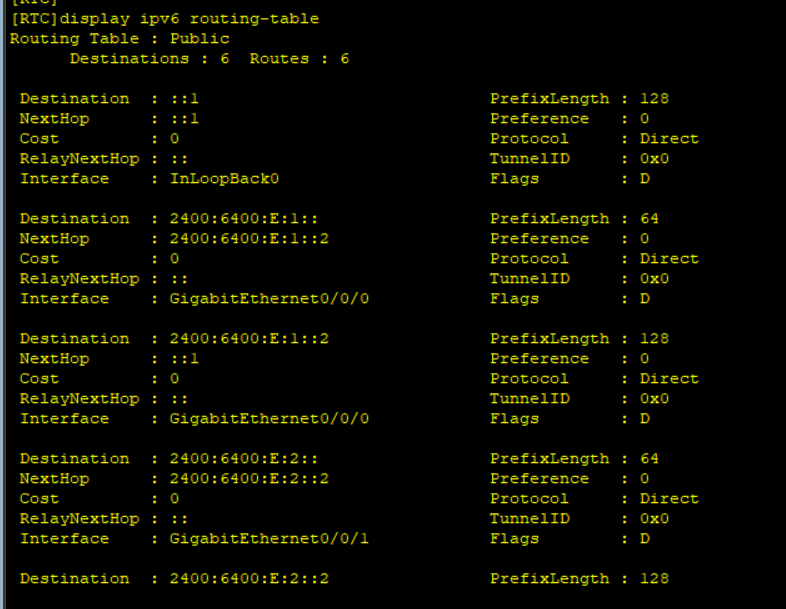 [RTC]
[RTC]display ipv6 routing-table
Routing Table : Public
Destinations : 6  Routes : 6
Destination  : ::1  PrefixLength : 128
NextHop      : ::1  Preference   : 0
Cost         : 0  Protocol     : Direct
RelayNextHop : ::  TunnelID     : 0x0
Interface    : InLoopBack0  Flags        : D
Destination  : 2400:6400:E:1::  PrefixLength : 64
NextHop      : 2400:6400:E:1::2  Preference   : 0
Cost         : 0  Protocol     : Direct
RelayNextHop : ::  TunnelID     : 0x0
Interface    : GigabitEthernet0/0/0  Flags        : D
Destination  : 2400:6400:E:1::2  PrefixLength : 128
NextHop      : ::1  Preference   : 0
Cost         : 0  Protocol     : Direct
RelayNextHop : ::  TunnelID     : 0x0
Interface    : GigabitEthernet0/0/0  Flags        : D
Destination  : 2400:6400:E:2::  PrefixLength : 64
NextHop      : 2400:6400:E:2::2  Preference   : 0
Cost         : 0  Protocol     : Direct
RelayNextHop : ::  TunnelID     : 0x0
Interface    : GigabitEthernet0/0/1  Flags        : D
Destination  : 2400:6400:E:2::2  PrefixLength : 128